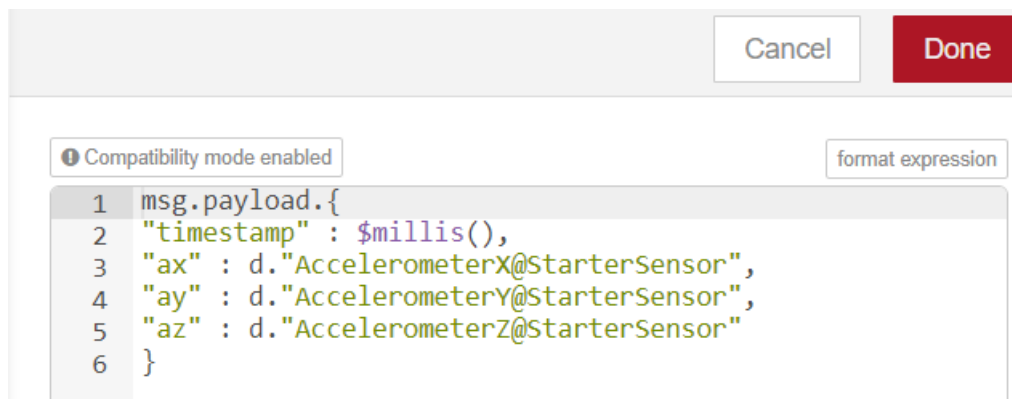 Cancel
Done
Compatibility mode enabled
format expression
1 msg.payload.{
2 "timestamp" : $millis(),
3 "ax" : d."AccelerometerX@StarterSensor",
4 "ay" : d."AccelerometerY@StarterSensor",
5 "az" : d."AccelerometerZ@StarterSensor"
6 }